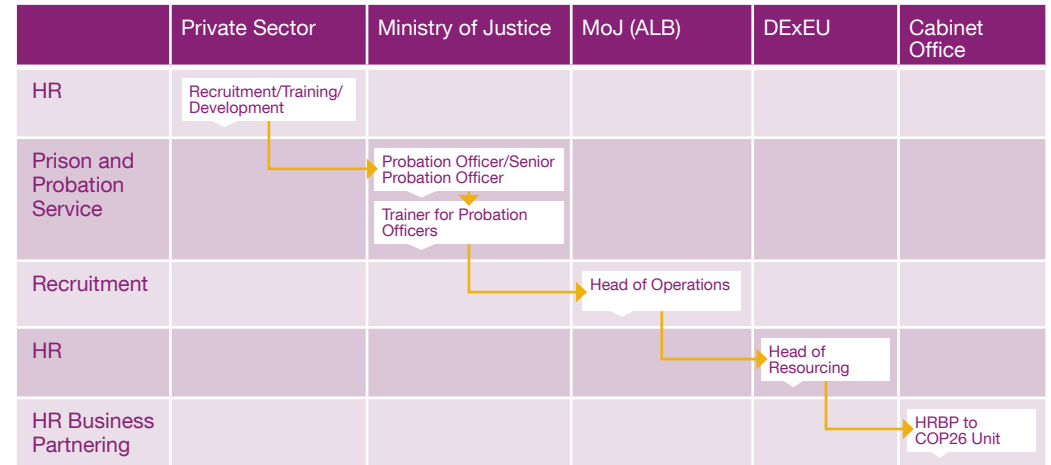 Private Sector
Ministry of Justice
MoJ (ALB)
DExEU
Cabinet
Office
HR
Recruitment/Training/
Development
Prison and
Probation
Service
Probation Officer/Senior
Probation Officer
Trainer for Probation
Officers
Recruitment
Head of Operations
HR
Head of
Resourcing
HR Business
Partnering
HRBP to
COP26 Unit